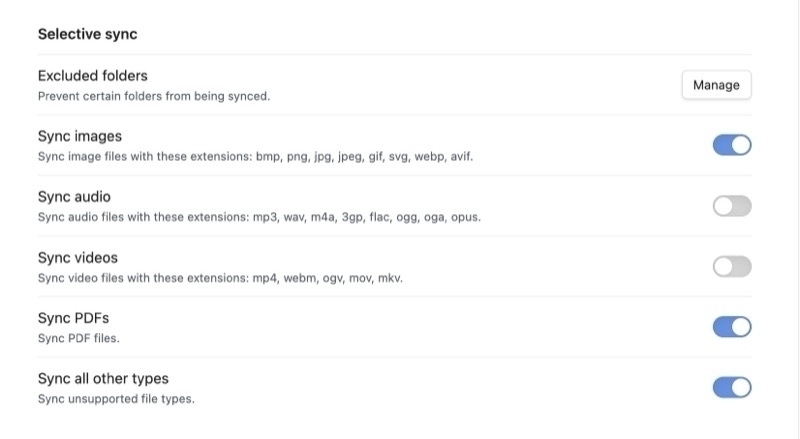 Selective sync
Excluded folders
Prevent certain folders from being synced.
Manage
Sync images
Sync image files with these extensions: bmp, png, jpg, jpeg, gif, svg, webp, avif.
Sync audio
Sync audio files with these extensions: mp3, wav, m4a, 3gp, flac, ogg, oga, opus.
Sync videos
Sync video files with these extensions: mp4, webm, ogv, mov, mkv.
Sync PDFs
Sync PDF files.
Sync all other types
Sync unsupported file types.